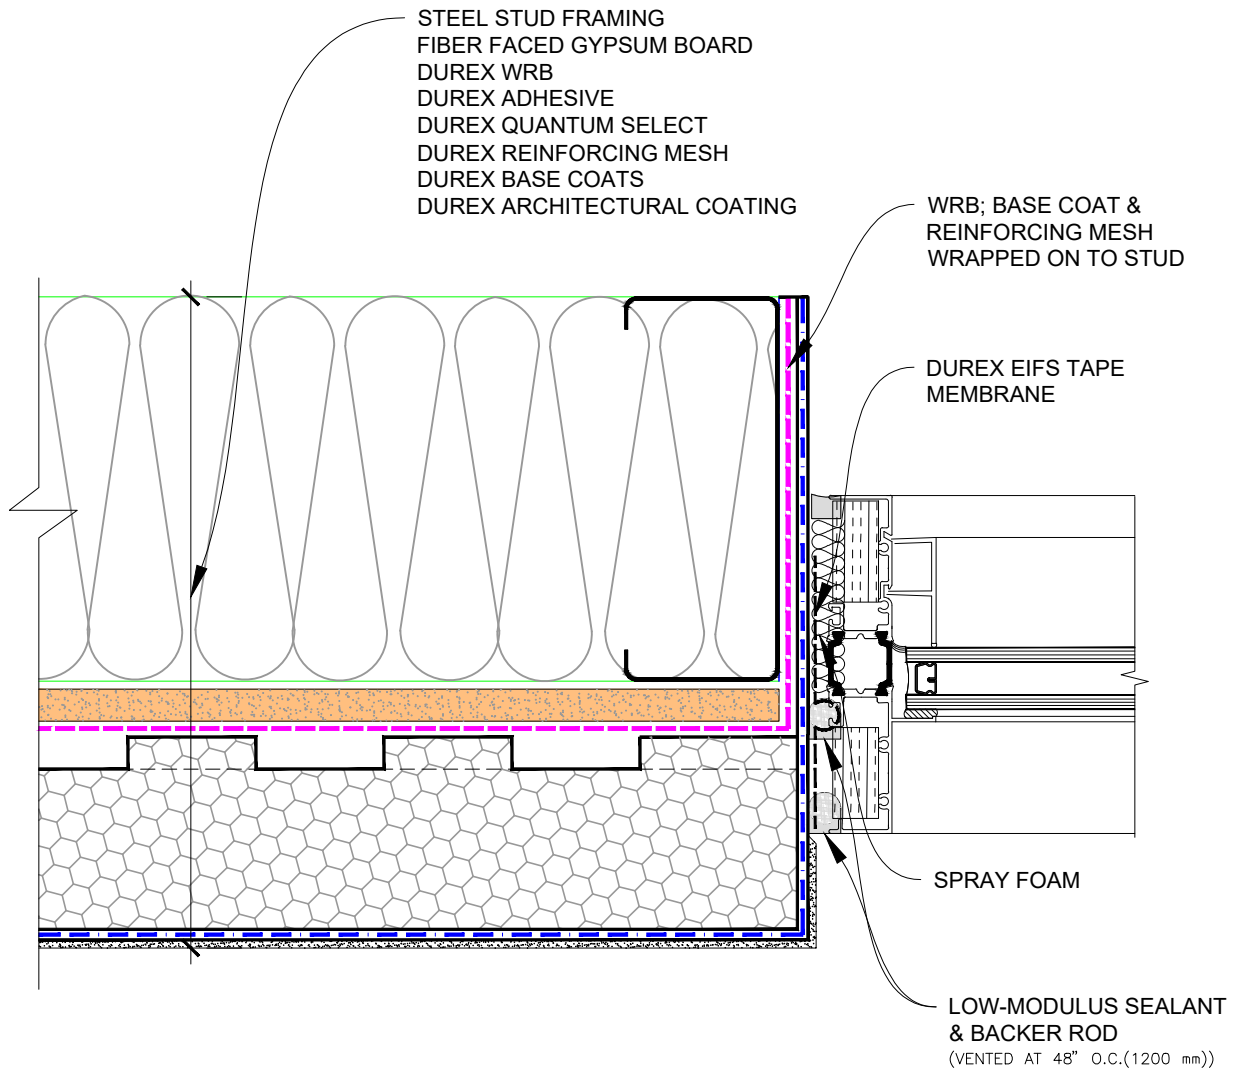 STEEL STUD FRAMING
FIBER FACED GYPSUM BOARD
DUREX WRB
DUREX ADHESIVE
DUREX QUANTUM SELECT
DUREX REINFORCING MESH
DUREX BASE COATS
DUREX ARCHITECTURAL COATING
WRB; BASE COAT &
REINFORCING MESH
WRAPPED ON TO STUD
DUREX EIFS TAPE
MEMBRANE
SPRAY FOAM
LOW-MODULUS SEALANT
& BACKER ROD
(VENTED AT 48" O.C.(1200 mm))